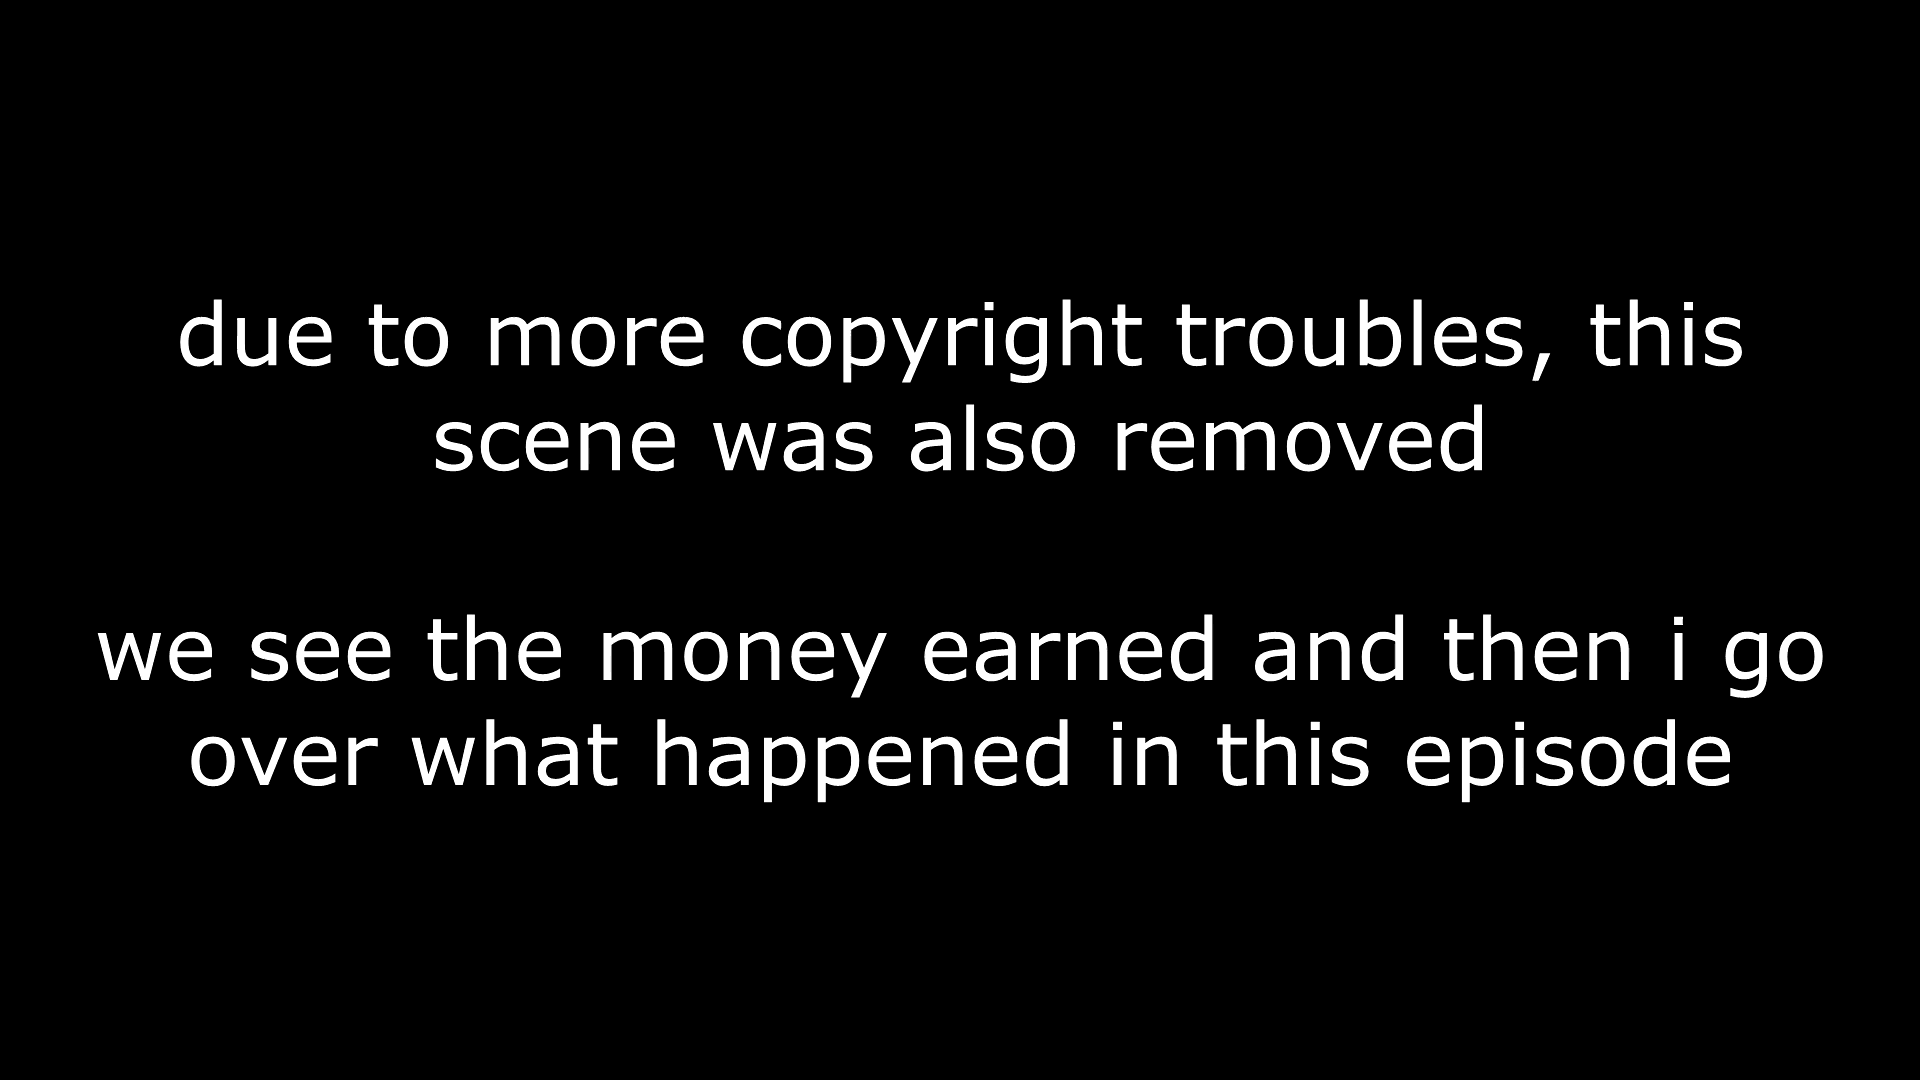 due to more copyright troubles, this
scene was also removed
we see the money earned and then i go
over what happened in this episode